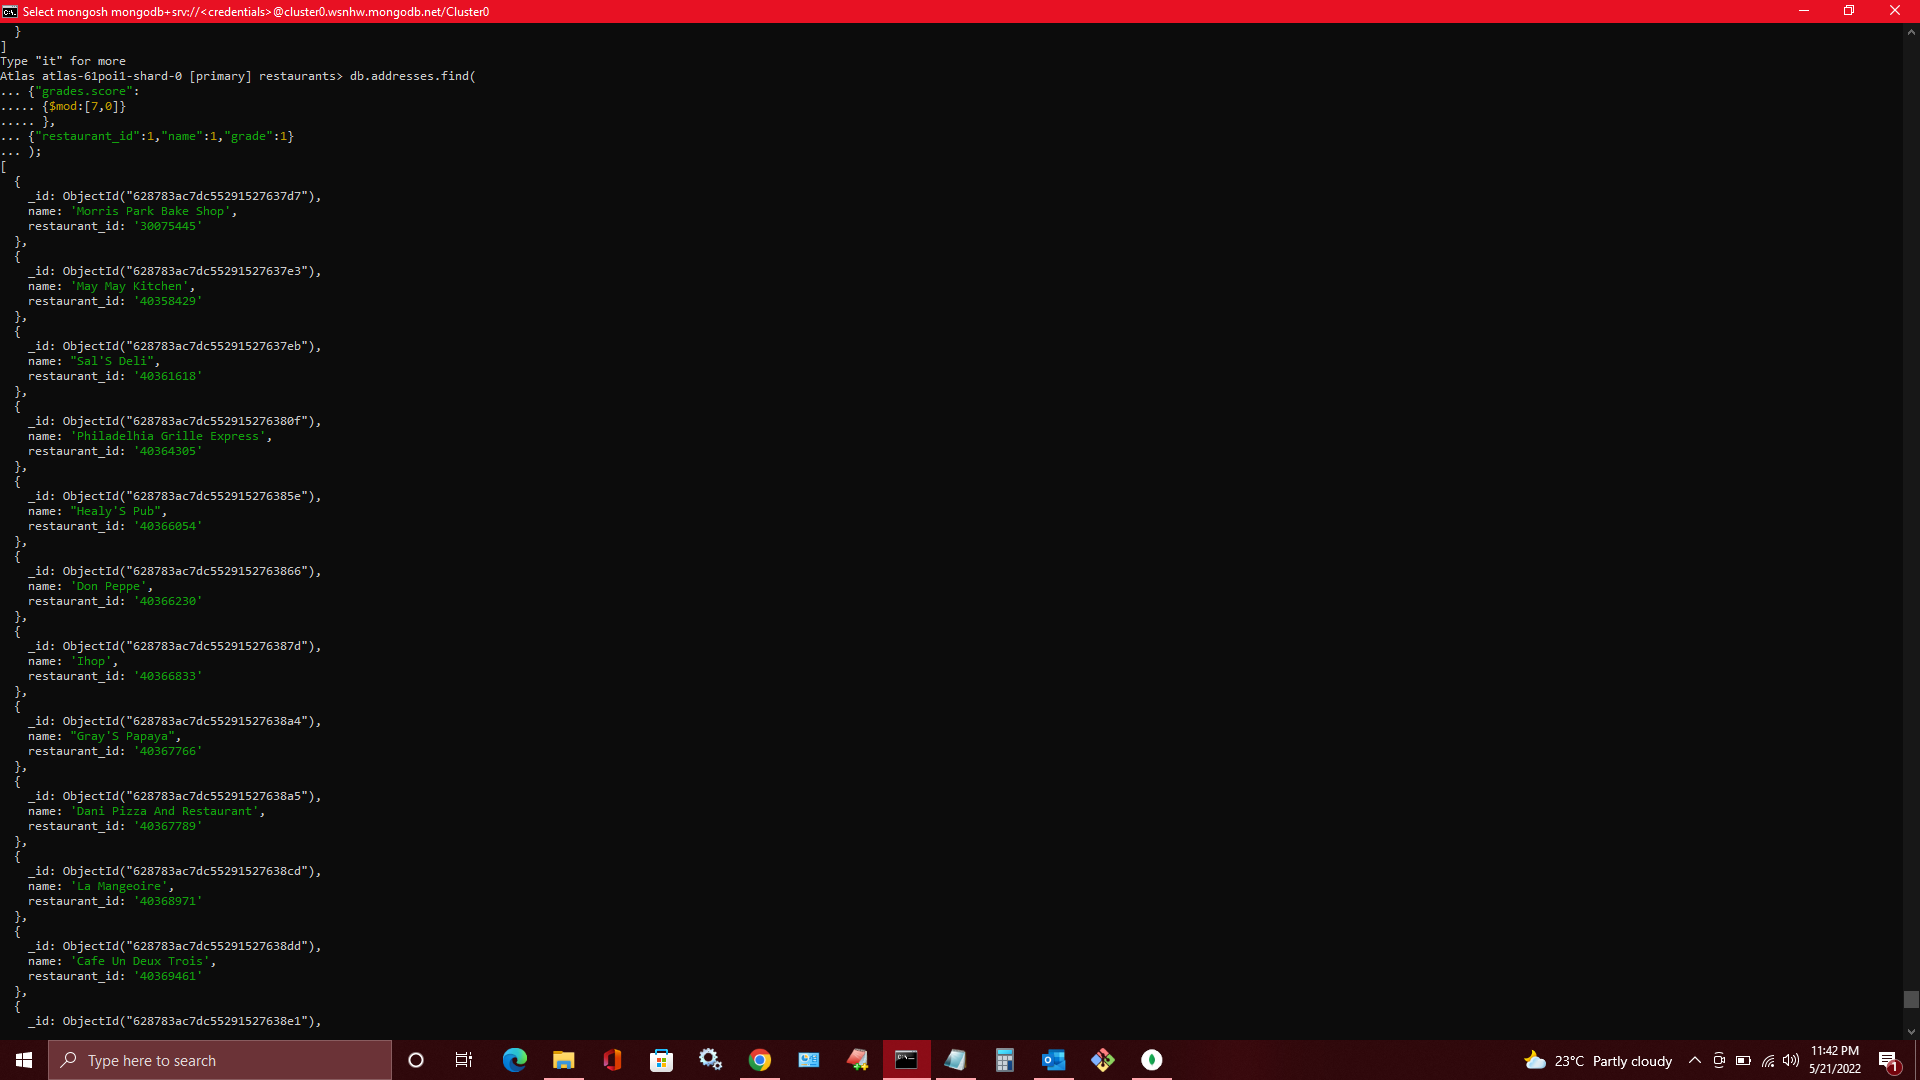 Select mongosh mongodb+srv://<credentials>@cluster0.wsnhw.mongodb.net/Cluster0
  }
]
Type "it" for more
Atlas atlas-61poi1-shard-0 [primary] restaurants> db.addresses.find(
... {"grades.score":
..... {$mod:[7,0]}
..... },
... {"restaurant_id":1,"name":1,"grade":1}
... );
[
  {
    _id: ObjectId("628783ac7dc55291527637d7"),
    name: 'Morris Park Bake Shop',
    restaurant_id: '30075445'
  },
  {
    _id: ObjectId("628783ac7dc55291527637e3"),
    name: 'May May Kitchen',
    restaurant_id: '40358429'
  },
  {
    _id: ObjectId("628783ac7dc55291527637eb"),
    name: "Sal'S Deli",
    restaurant_id: '40361618'
  },
  {
    _id: ObjectId("628783ac7dc552915276380f"),
    name: 'Philadelhia Grille Express',
    restaurant_id: '40364305'
  },
  {
    _id: ObjectId("628783ac7dc552915276385e"),
    name: "Healy'S Pub",
    restaurant_id: '40366054'
  },
  {
    _id: ObjectId("628783ac7dc5529152763866"),
    name: 'Don Peppe',
    restaurant_id: '40366230'
  },
  {
    _id: ObjectId("628783ac7dc552915276387d"),
    name: 'Ihop',
    restaurant_id: '40366833'
  },
  {
    _id: ObjectId("628783ac7dc55291527638a4"),
    name: "Gray'S Papaya",
    restaurant_id: '40367766'
  },
  {
    _id: ObjectId("628783ac7dc55291527638a5"),
    name: 'Dani Pizza And Restaurant',
    restaurant_id: '40367789'
  },
  {
    _id: ObjectId("628783ac7dc55291527638cd"),
    name: 'La Mangeoire',
    restaurant_id: '40368971'
  },
  {
    _id: ObjectId("628783ac7dc55291527638dd"),
    name: 'Cafe Un Deux Trois',
    restaurant_id: '40369461'
  },
  {
    _id: ObjectId("628783ac7dc55291527638e1"),
Type here to search
23°C Partly cloudy
11:42 PM
5/21/2022
1